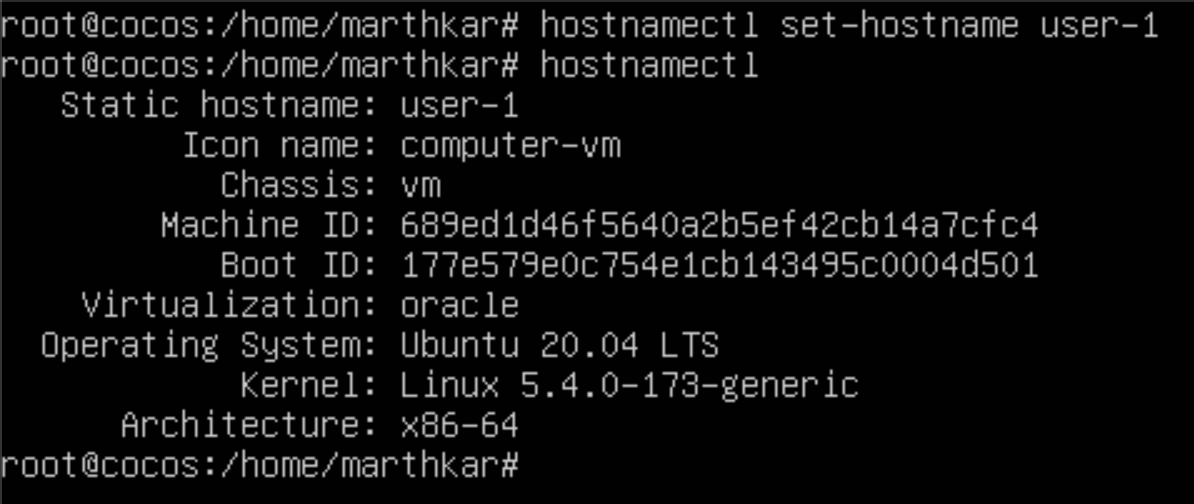 root@cocos:/home/marthkar# hostnamectl set-hostname user-1
root@cocos:/home/marthkar# hostnamectl
Static hostname: user-1
Icon name: computer-vm
Chassis: vm
Machine ID: 689ed1d46f5640a2b5ef42cb14a7cfc4
Boot ID: 177e579e0c754e1cb143495c0004d501
Virtualization: oracle
Operating System: Ubuntu 20.04 LTS
Kernel: Linux 5.4.0-173-generic
Architecture: x86-64
root@cocos:/home/marthkar#